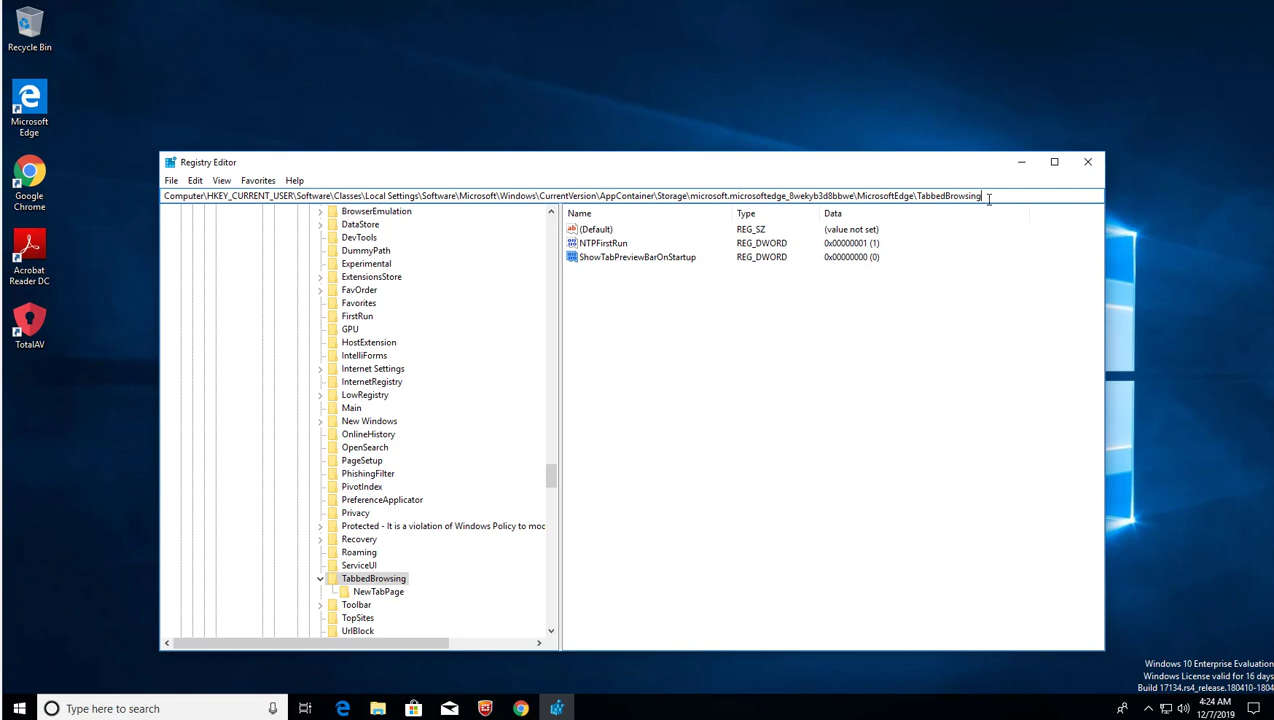 Recycle Bin
Microsoft
Edge
Google
Chrome
Acrobat
Reader DC
TotalAV
Registry Editor
File Edit View Favorites Help
Computer\HKEY_CURRENT_USER\Software\Classes\Local Settings\Software\Microsoft\Windows\CurrentVersion\AppContainer\Storage\microsoft.microsoftedge_8wekyb3d8bbwe\MicrosoftEdge\TabbedBrowsing
BrowserEmulation
DataStore
DevTools
DummyPath
Experimental
ExtensionsStore
FavOrder
Favorites
FirstRun
GPU
HostExtension
IntelliForms
Internet Settings
InternetRegistry
LowRegistry
Main
New Windows
OnlineHistory
OpenSearch
PageSetup
PhishingFilter
PivotIndex
PreferenceApplicator
Privacy
Protected - It is a violation of Windows Policy to moc
Recovery
Roaming
ServiceUI
TabbedBrowsing
NewTabPage
Toolbar
TopSites
UrlBlock
Name Type Data
ab (Default) REG_SZ (value not set)
NTPFirstRun REG_DWORD 0x00000001 (1)
ShowTabPreviewBarOnStartup REG_DWORD 0x00000000 (0)
Windows 10 Enterprise Evaluation
Windows License valid for 16 days
Build 17134.rs4_release.180410-1804
Type here to search
4:24 AM
12/7/2019